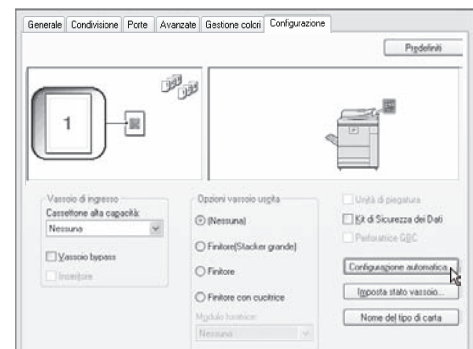 Generale Condivisione Porte Avanzate Gestione colori Configurazione
Predefiniti
1
Vassoio di ingresso
Cassettone alta capacità:
Nessuna
Vassoio bypass
Inseritore
Opzioni vassoio uscita
(Nessuna)
Finitore(Stacker grande)
Finitore
Finitore con cucitrice
Modulo foratura:
Nessuna
Unità di piegatura
Kit di Sicurezza dei Dati
Perforatrice GBC
Configurazione automatica
Imposta stato vassoio...
Nome del tipo di carta